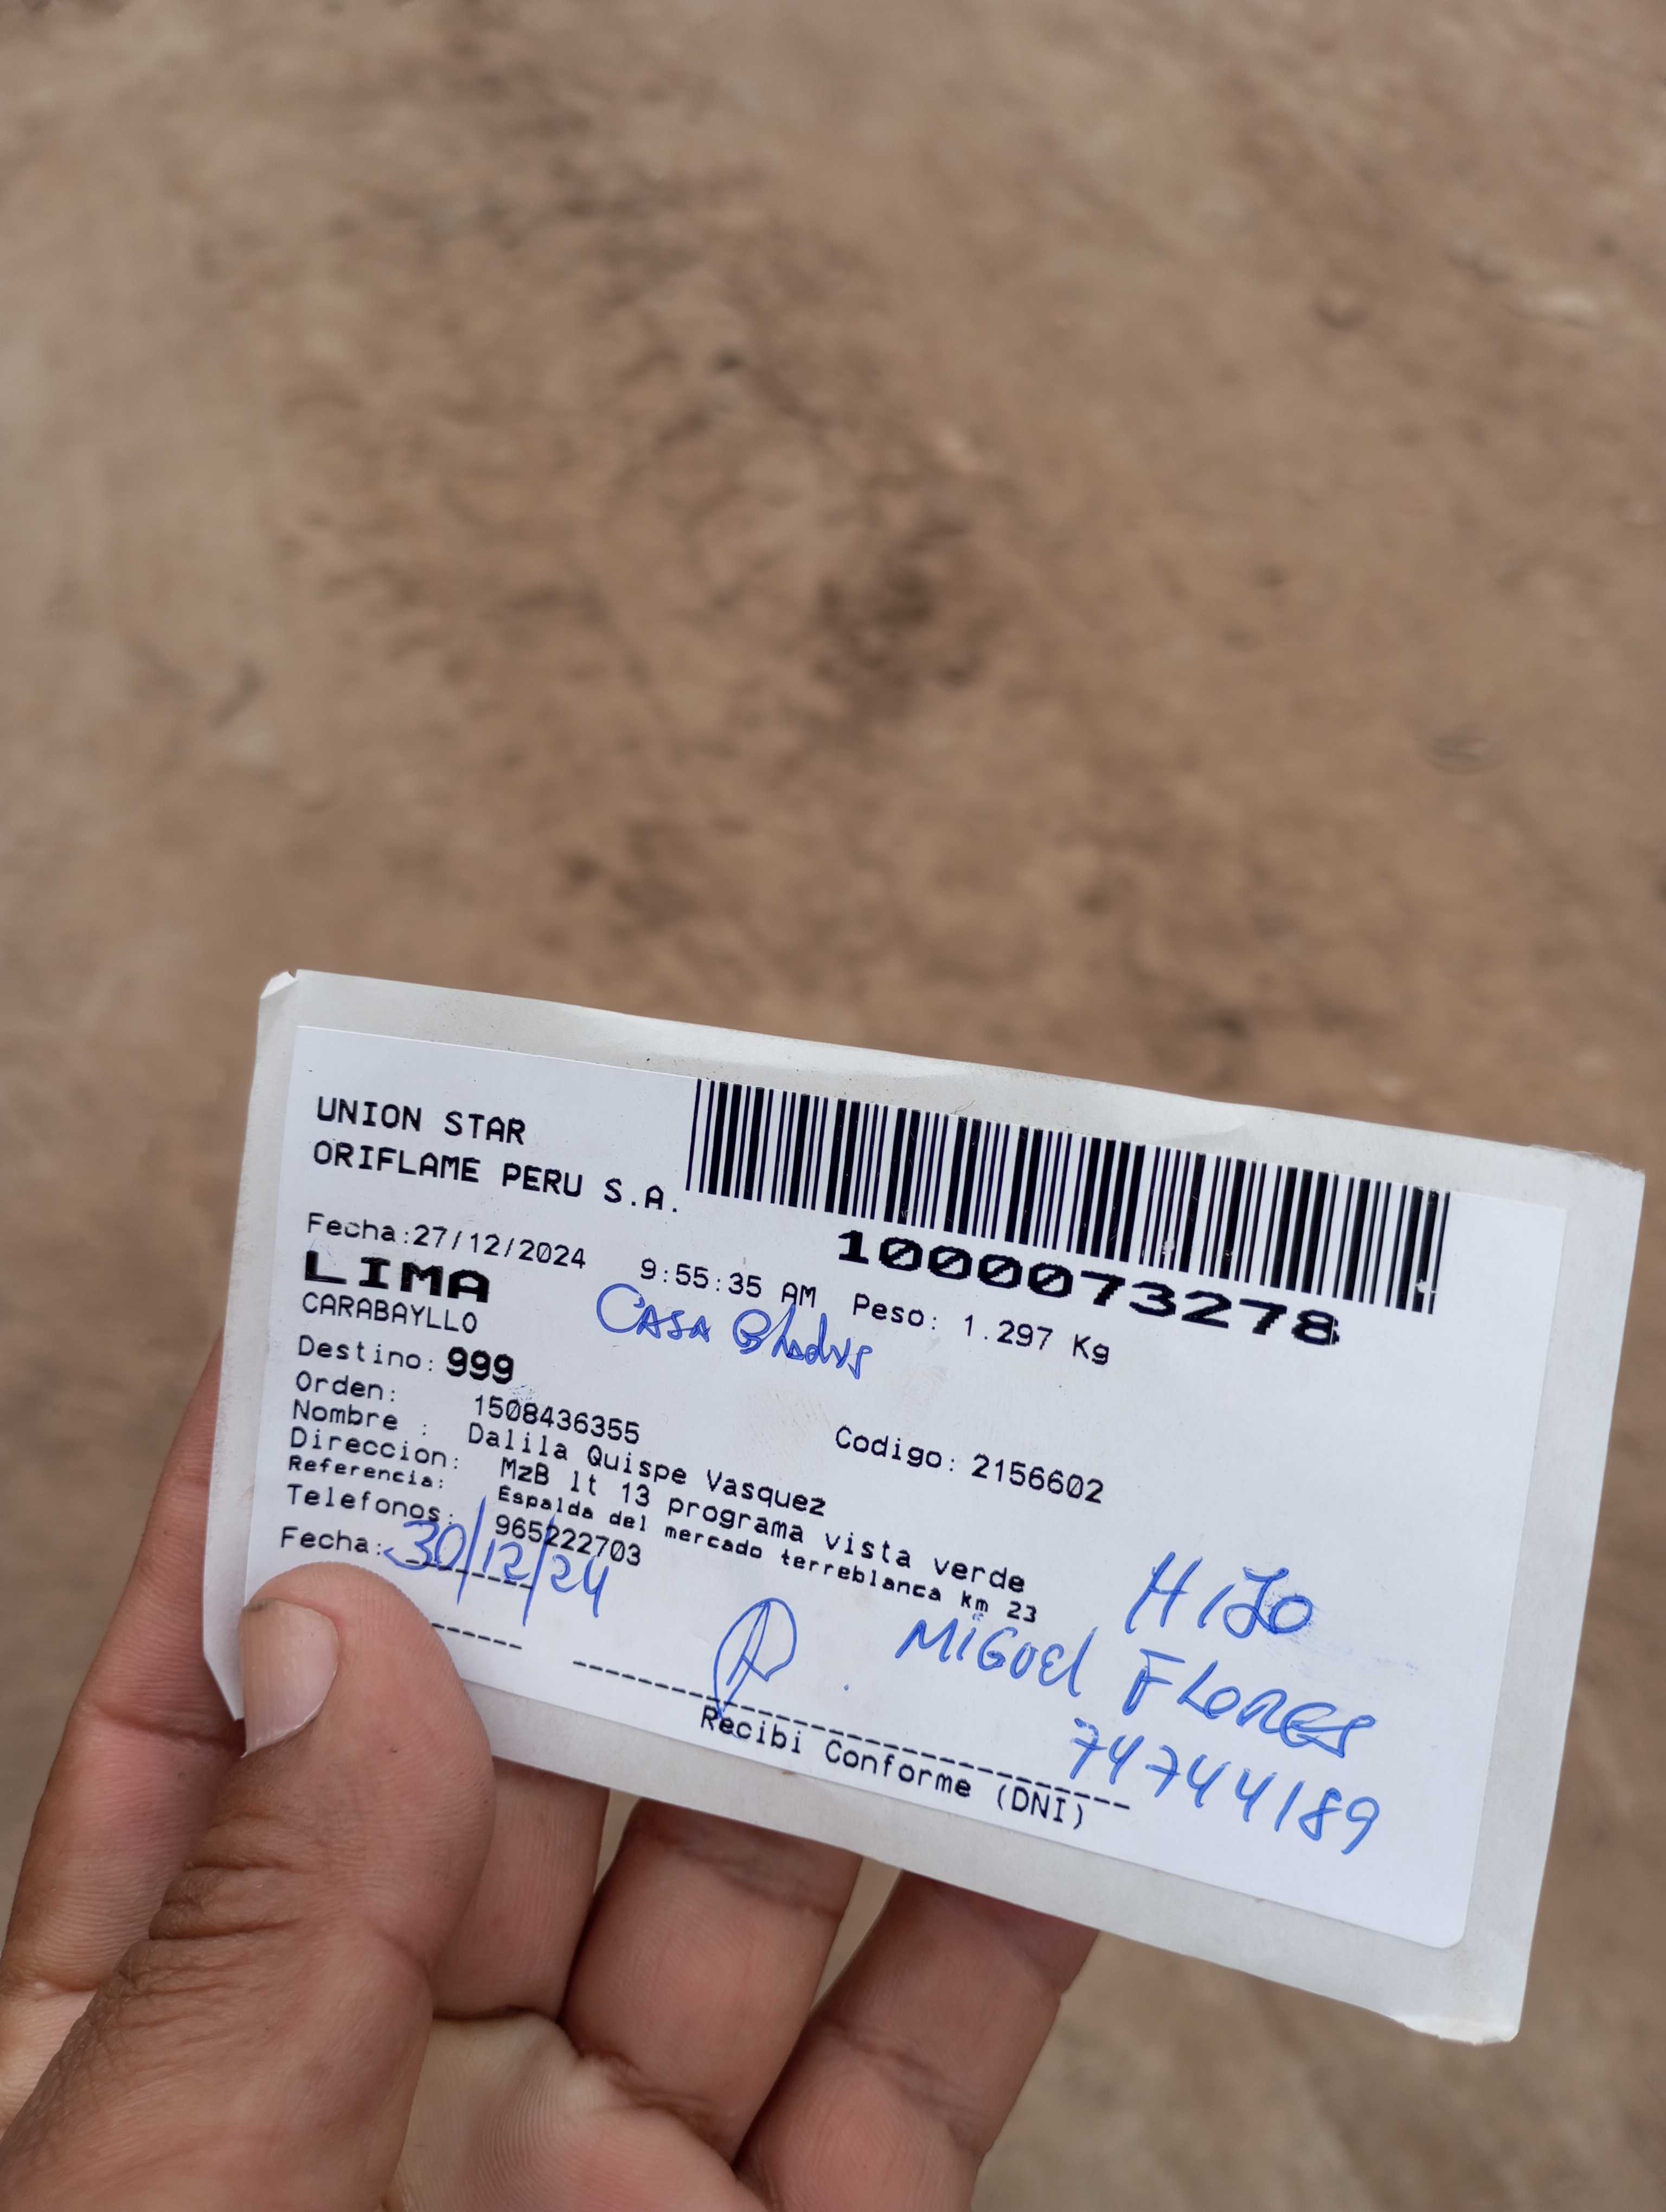 UNION STAR
ORIFLAME PERU S.A.
1000073278
Fecha:27/12/2024 9:55:35 AM Peso: 1.297 Kg
LIMA
CARABAYLLO
CASA
Destino: 999
Orden: 1508436355 Codigo: 2156602
Nombre : Dalila Quispe Vasquez
Direccion: MzB lt 13 programa vista verde
Referencia: Espalda del mercado terreblanca km 23
Telefonos: 965222703
Fecha: 30/12/24
HiJo
MiGuel FLORES
74744189
Recibi Conforme (DNI)